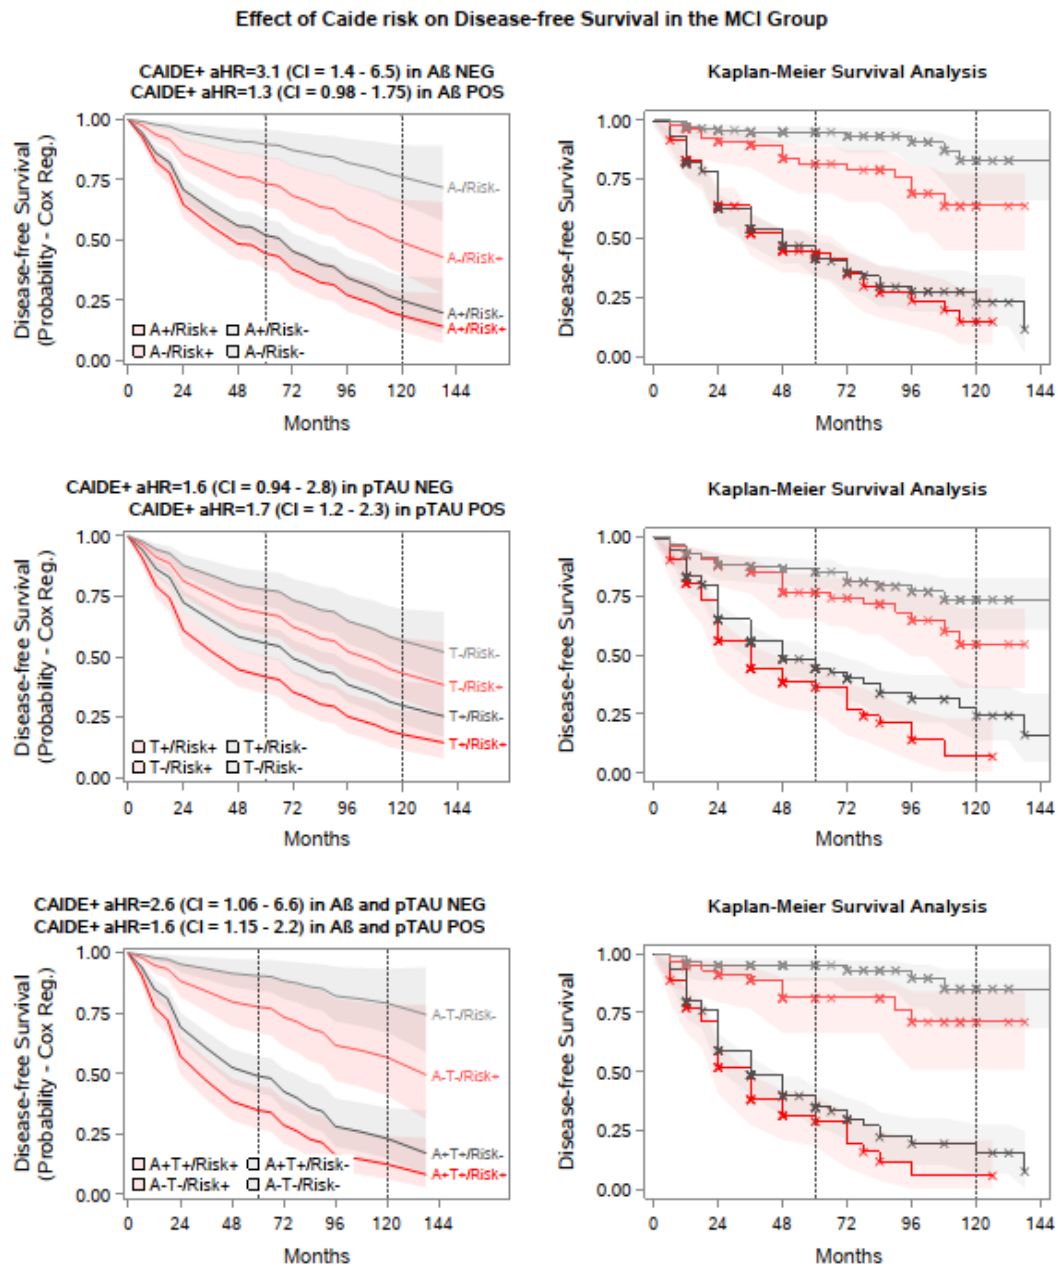 Effect of Caide risk on Disease-free Survival in the MCI Group
CAIDE+ aHR=3.1 (CI = 1.4 - 6.5) in Aß NEG
CAIDE+ aHR=1.3 (CI = 0.98 - 1.75) in Aß POS
Disease-free Survival
(Probability - Cox Reg.)
1.00
0.75
0.50
0.25
0.00
A-/Risk-
A-/Risk+
A+/Risk-
A+/Risk+
A+/Risk+ A+/Risk-
A-/Risk+ A-/Risk-
0 24 48 72 96 120 144
Months
Kaplan-Meier Survival Analysis
Disease-free Survival
1.00
0.75
0.50
0.25
0.00
0 24 48 72 96 120 144
Months
CAIDE+ aHR=1.6 (CI = 0.94 - 2.8) in pTAU NEG
CAIDE+ aHR=1.7 (CI = 1.2 - 2.3) in pTAU POS
Disease-free Survival
(Probability - Cox Reg.)
1.00
0.75
0.50
0.25
0.00
T-/Risk-
T-/Risk+
T+/Risk-
T+/Risk+
T+/Risk+ T+/Risk-
T-/Risk+ T-/Risk-
0 24 48 72 96 120 144
Months
Kaplan-Meier Survival Analysis
Disease-free Survival
1.00
0.75
0.50
0.25
0.00
0 24 48 72 96 120 144
Months
CAIDE+ aHR=2.6 (CI = 1.06 - 6.6) in Aß and pTAU NEG
CAIDE+ aHR=1.6 (CI = 1.15 - 2.2) in Aß and pTAU POS
Disease-free Survival
(Probability - Cox Reg.)
1.00
0.75
0.50
0.25
0.00
A-T-/Risk-
A-T-/Risk+
A+T+/Risk-
A+T+/Risk+
A+T+/Risk+ A+T+/Risk-
A-T-/Risk+ A-T-/Risk-
0 24 48 72 96 120 144
Months
Kaplan-Meier Survival Analysis
Disease-free Survival
1.00
0.75
0.50
0.25
0.00
0 24 48 72 96 120 144
Months